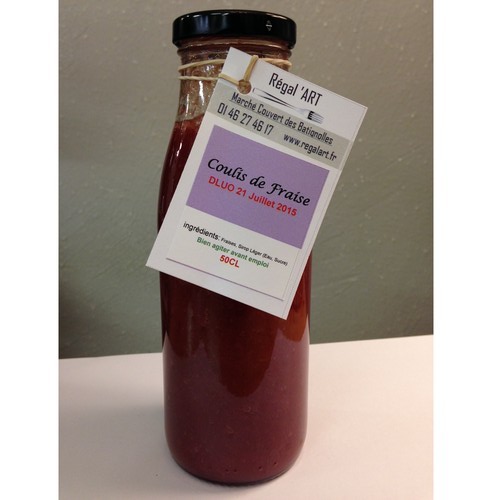 Régal 'ART
Marché Couvert des Batignolles
01 46 27 46 17 www.regalart.fr
Coulis de Fraise
DLUO 21 Juillet 2015
ingrédients: Fraises, Sirop Léger (Eau, Sucre)
Bien agiter avant emploi
50CL